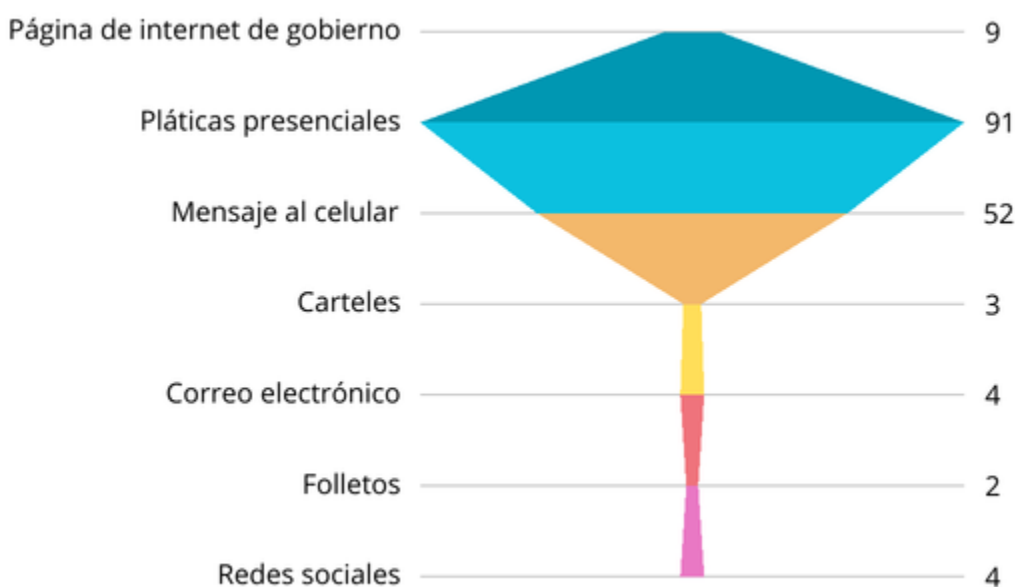 Página de internet de gobierno 9
Pláticas presenciales 91
Mensaje al celular 52
Carteles 3
Correo electrónico 4
Folletos 2
Redes sociales 4